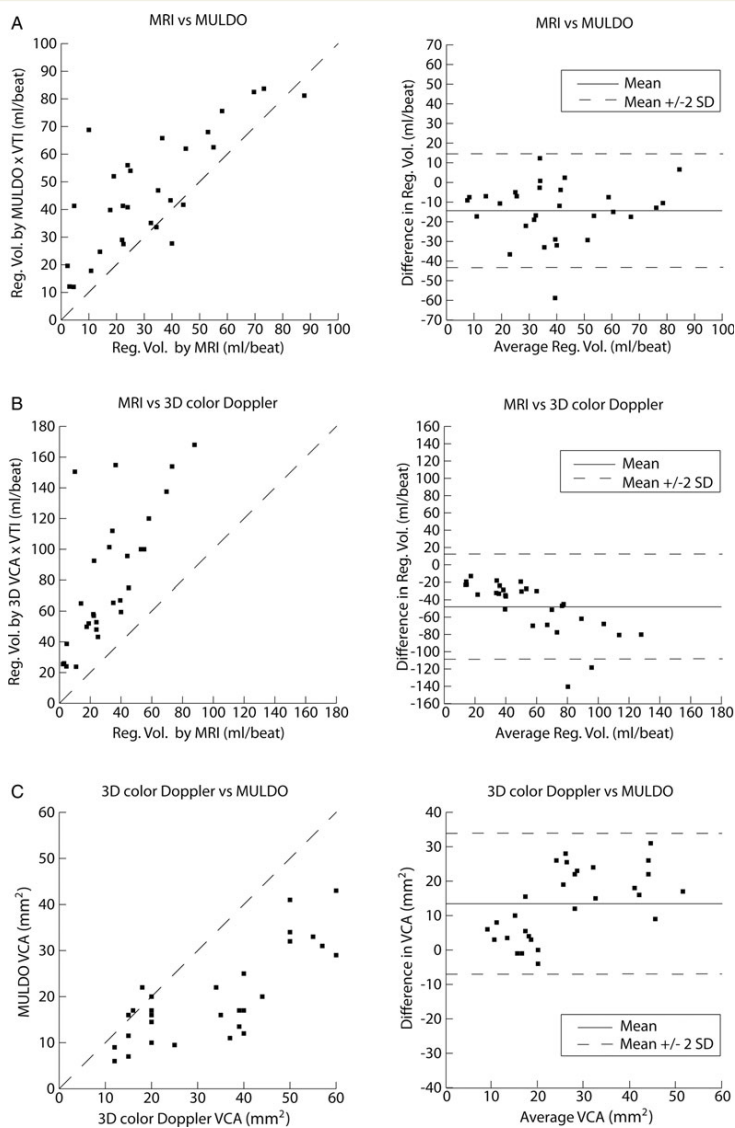 A
MRI vs MULDO
Reg. Vol. by MULDO x VTI (ml/beat)
100
90
80
70
60
50
40
30
20
10
0
0 10 20 30 40 50 60 70 80 90 100
Reg. Vol. by MRI (ml/beat)
MRI vs MULDO
Difference in Reg. Vol. (ml/beat)
70
60
50
40
30
20
10
0
-10
-20
-30
-40
-50
-60
-70
Mean
Mean +/-2 SD
0 10 20 30 40 50 60 70 80 90 100
Average Reg. Vol. (ml/beat)
B
MRI vs 3D color Doppler
Reg. Vol. by 3D VCA x VTI (ml/beat)
180
160
140
120
100
80
60
40
20
0
0 20 40 60 80 100 120 140 160 180
Reg. Vol. by MRI (ml/beat)
MRI vs 3D color Doppler
Difference in Reg. Vol. (ml/beat)
160
140
120
100
80
60
40
20
0
-20
-40
-60
-80
-100
-120
-140
-160
Mean
Mean +/-2 SD
0 20 40 60 80 100 120 140 160 180
Average Reg. Vol. (ml/beat)
C
3D color Doppler vs MULDO
MULDO VCA (mm²)
60
50
40
30
20
10
0
0 10 20 30 40 50 60
3D color Doppler VCA (mm²)
3D color Doppler vs MULDO
Difference in VCA (mm²)
40
30
20
10
0
-10
-20
-30
-40
Mean
Mean +/- 2 SD
0 10 20 30 40 50 60
Average VCA (mm²)